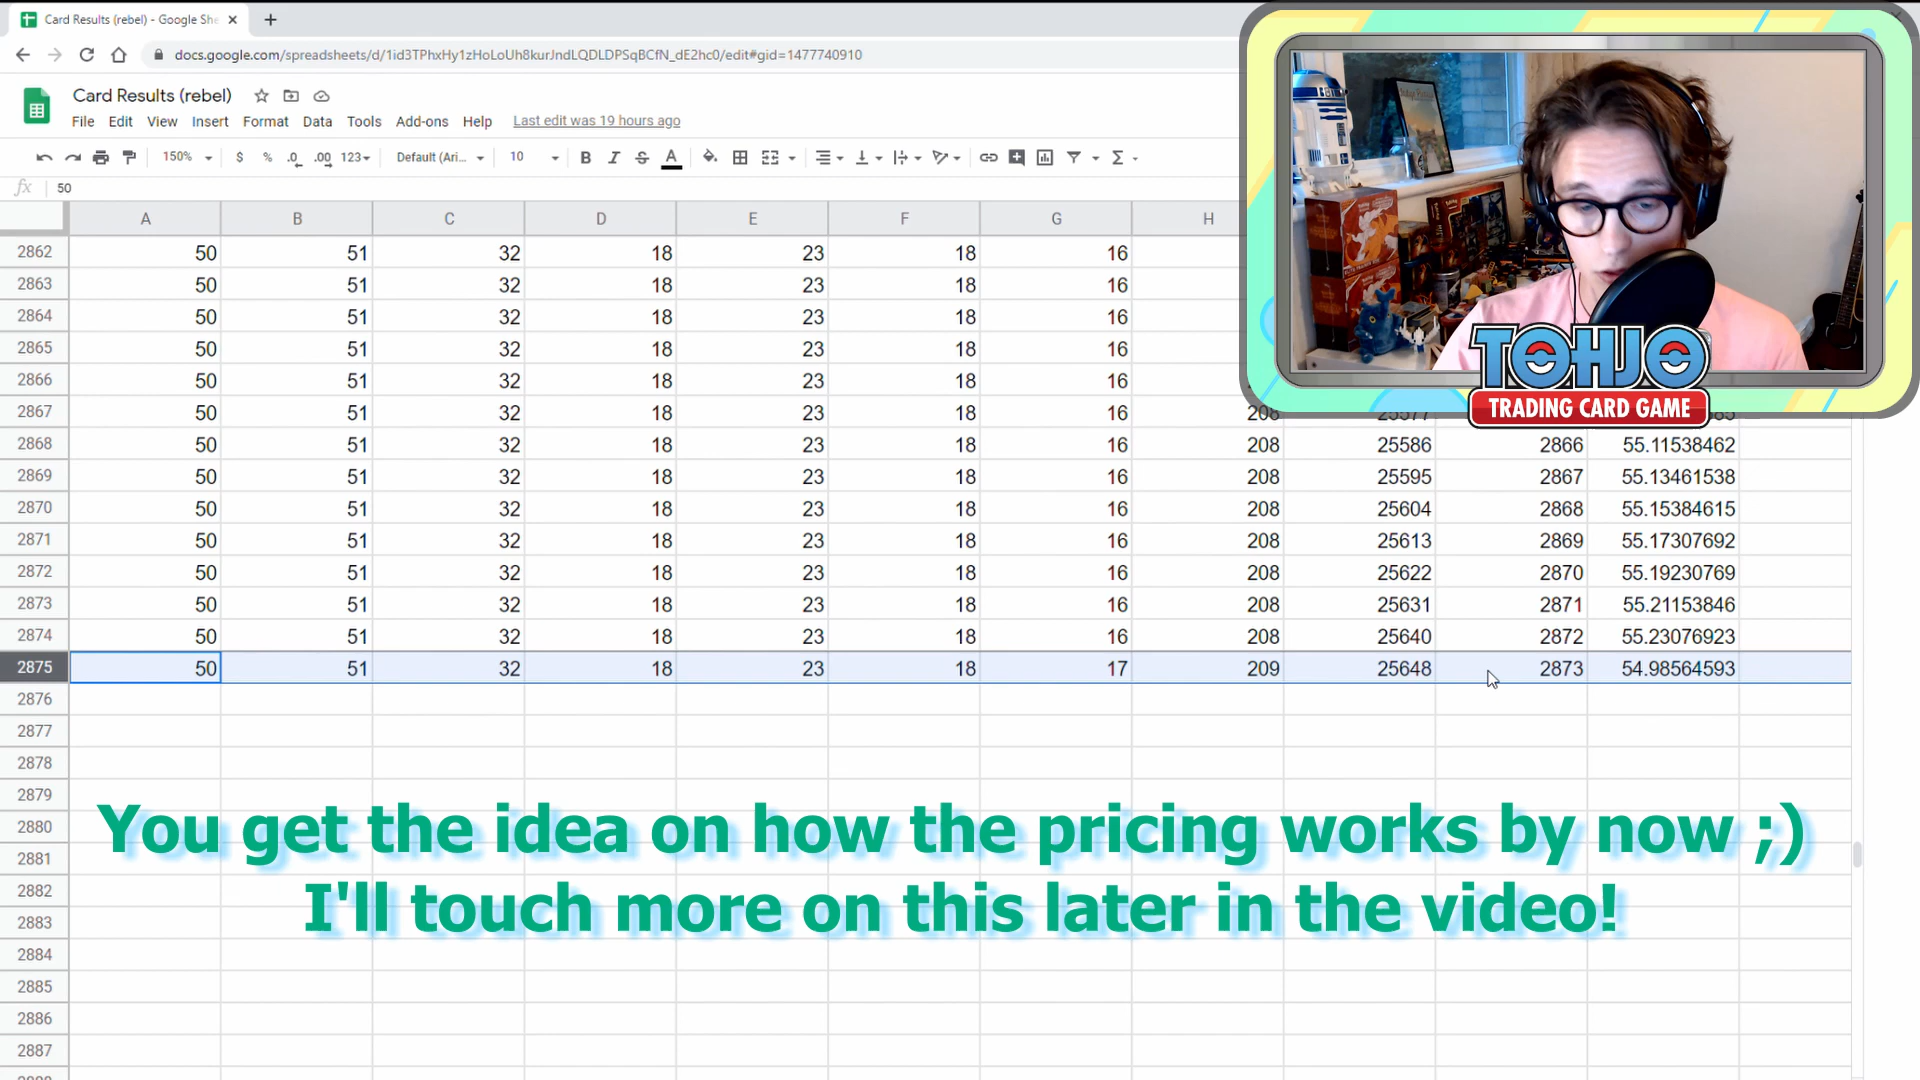 Card Results (rebel) - Google She
docs.google.com/spreadsheets/d/1id3TPhxHy1zHoLoUh8kurJndLQDLDPSqBCfN_dE2hc0/edit#gid=1477740910
Card Results (rebel)
File Edit View Insert Format Data Tools Add-ons Help Last edit was 19 hours ago
150% $ % .0 .00 123 Default (Ari... 10 B I S A
fx 50
A B C D E F G H
2862 50 51 32 18 23 18 16
2863 50 51 32 18 23 18 16
2864 50 51 32 18 23 18 16
2865 50 51 32 18 23 18 16
2866 50 51 32 18 23 18 16
2867 50 51 32 18 23 18 16 208
2868 50 51 32 18 23 18 16 208 25586 2866 55.11538462
2869 50 51 32 18 23 18 16 208 25595 2867 55.13461538
2870 50 51 32 18 23 18 16 208 25604 2868 55.15384615
2871 50 51 32 18 23 18 16 208 25613 2869 55.17307692
2872 50 51 32 18 23 18 16 208 25622 2870 55.19230769
2873 50 51 32 18 23 18 16 208 25631 2871 55.21153846
2874 50 51 32 18 23 18 16 208 25640 2872 55.23076923
2875 50 51 32 18 23 18 17 209 25648 2873 54.98564593
2876
2877
2878
2879
2880
2881
2882
2883
2884
2885
2886
2887
TOHJO
TRADING CARD GAME
You get the idea on how the pricing works by now ;)
I'll touch more on this later in the video!